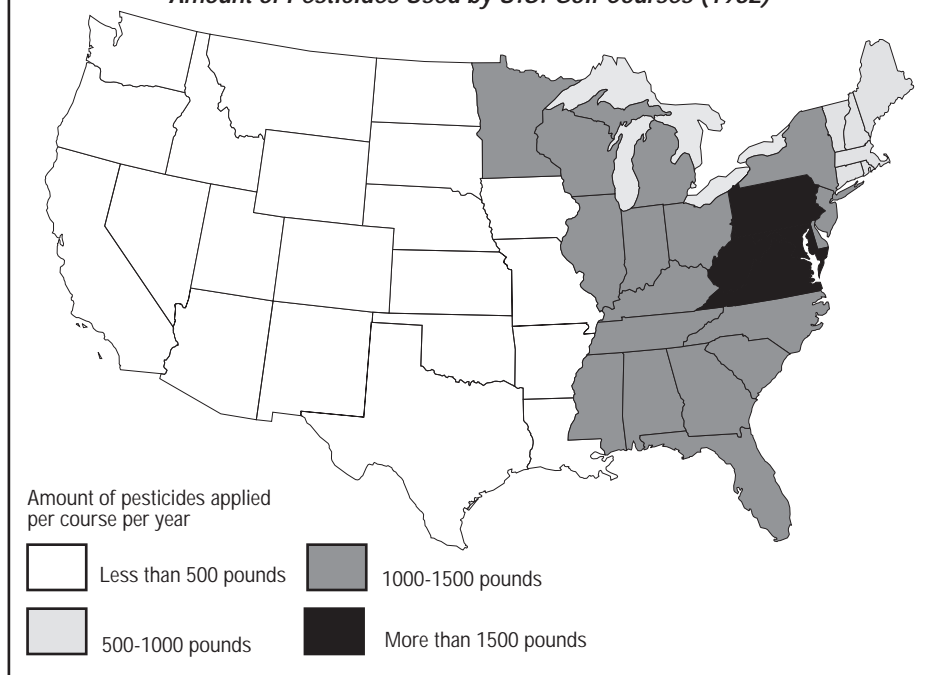 Amount of Pesticides Used by U.S. Golf Courses (1982)
Amount of pesticides applied
per course per year
Less than 500 pounds
1000-1500 pounds
500-1000 pounds
More than 1500 pounds